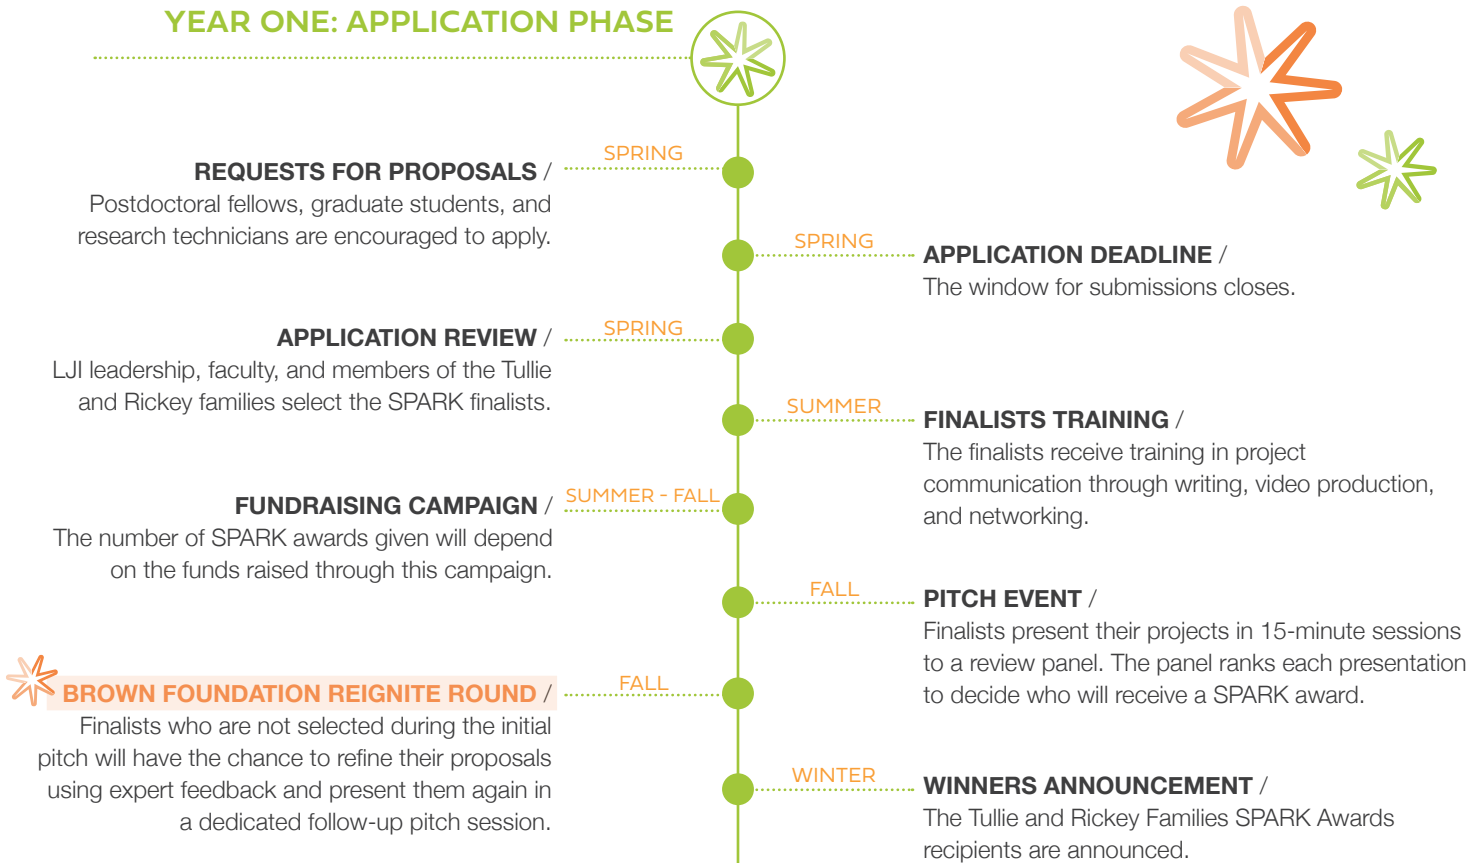 YEAR ONE: APPLICATION PHASE
SPRING
REQUESTS FOR PROPOSALS /
Postdoctoral fellows, graduate students, and
research technicians are encouraged to apply.
SPRING
APPLICATION DEADLINE /
The window for submissions closes.
SPRING
APPLICATION REVIEW /
LJI leadership, faculty, and members of the Tullie
and Rickey families select the SPARK finalists.
SUMMER
FINALISTS TRAINING /
The finalists receive training in project
communication through writing, video production,
and networking.
SUMMER - FALL
FUNDRAISING CAMPAIGN /
The number of SPARK awards given will depend
on the funds raised through this campaign.
FALL
PITCH EVENT /
Finalists present their projects in 15-minute sessions
to a review panel. The panel ranks each presentation
to decide who will receive a SPARK award.
FALL
BROWN FOUNDATION REIGNITE ROUND /
Finalists who are not selected during the initial
pitch will have the chance to refine their proposals
using expert feedback and present them again in
a dedicated follow-up pitch session.
WINTER
WINNERS ANNOUNCEMENT /
The Tullie and Rickey Families SPARK Awards
recipients are announced.